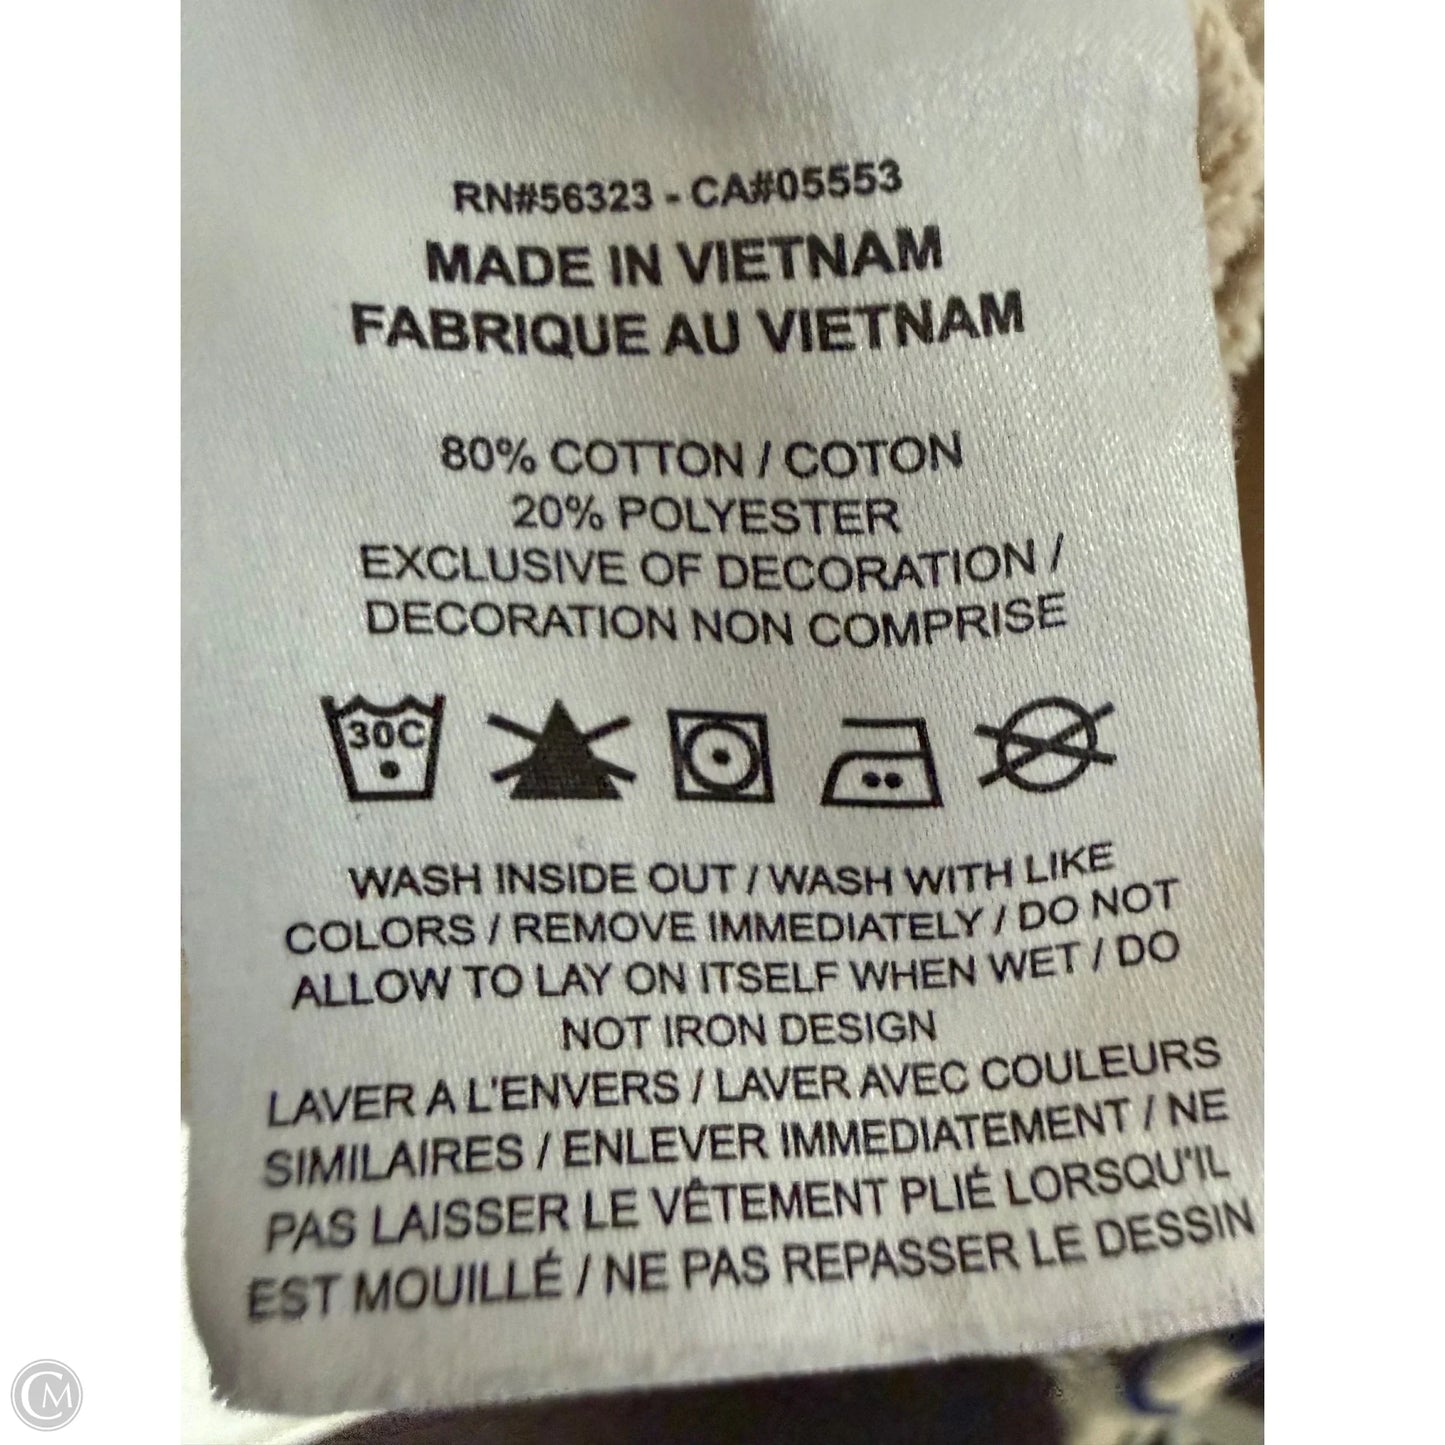 RN#56323 - CA#05553
MADE IN VIETNAM
FABRIQUE AU VIETNAM
80% COTTON / COTON
20% POLYESTER
EXCLUSIVE OF DECORATION /
DECORATION NON COMPRISE
30C
WASH INSIDE OUT / WASH WITH LIKE
COLORS / REMOVE IMMEDIATELY / DO NOT
ALLOW TO LAY ON ITSELF WHEN WET / DO
NOT IRON DESIGN
LAVER A L'ENVERS / LAVER AVEC COULEURS
SIMILAIRES / ENLEVER IMMEDIATEMENT / NE
PAS LAISSER LE VÊTEMENT PLIÉ LORSQU'IL
EST MOUILLÉ / NE PAS REPASSER LE DESSIN
CM